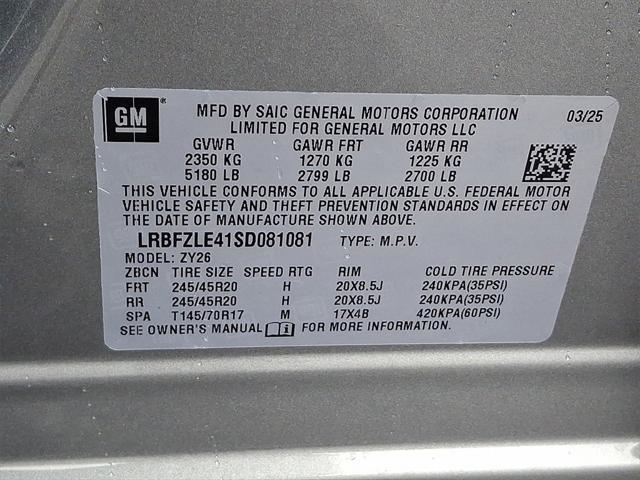 GM
®
MFD BY SAIC GENERAL MOTORS CORPORATION 03/25
LIMITED FOR GENERAL MOTORS LLC
GVWR GAWR FRT GAWR RR
2350 KG 1270 KG 1225 KG
5180 LB 2799 LB 2700 LB
THIS VEHICLE CONFORMS TO ALL APPLICABLE U.S. FEDERAL MOTOR
VEHICLE SAFETY AND THEFT PREVENTION STANDARDS IN EFFECT ON
THE DATE OF MANUFACTURE SHOWN ABOVE.
LRBFZLE41SD081081 TYPE: M.P.V.
MODEL: ZY26
ZBCN TIRE SIZE SPEED RTG RIM COLD TIRE PRESSURE
FRT 245/45R20 H 20X8.5J 240KPA(35PSI)
RR 245/45R20 H 20X8.5J 240KPA(35PSI)
SPA T145/70R17 M 17X4B 420KPA(60PSI)
SEE OWNER'S MANUAL FOR MORE INFORMATION.